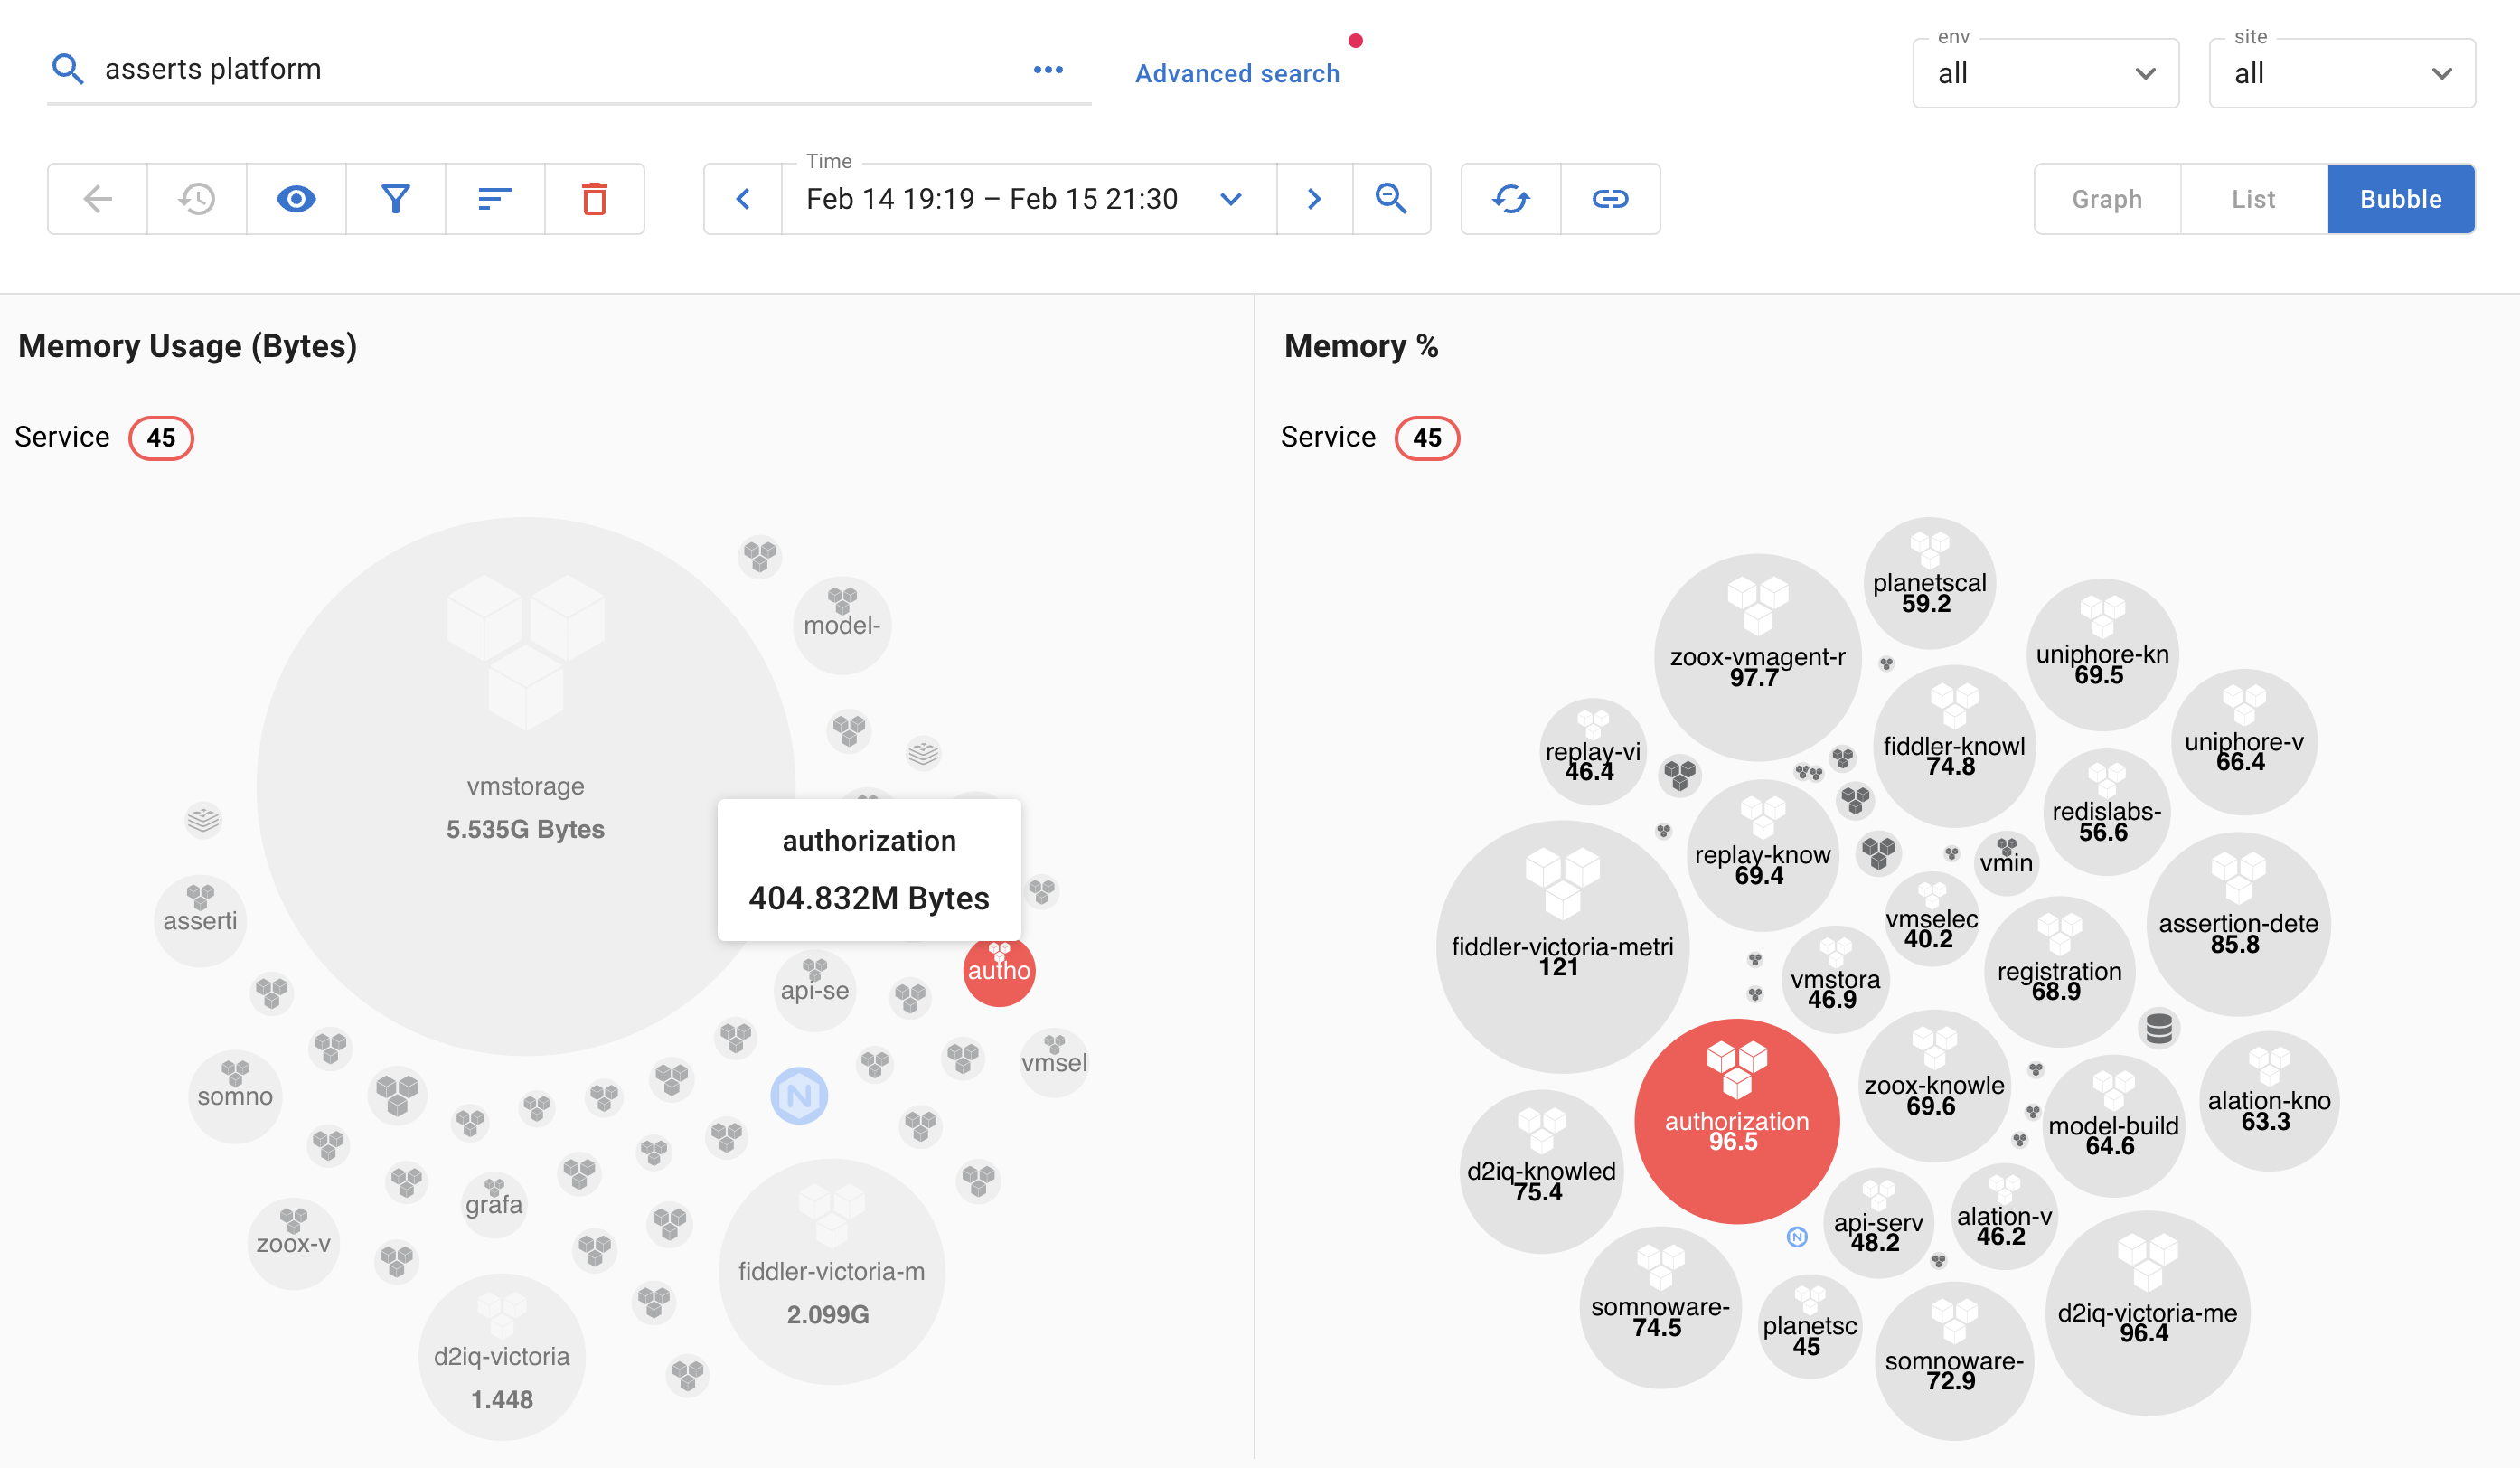 asserts platform
Advanced search
env
all
site
all
Time
Feb 14 19:19 – Feb 15 21:30
Graph
List
Bubble
Memory Usage (Bytes)
Service 45
model-
vmstorage
5.535G Bytes
authorization
404.832M Bytes
asserti
autho
api-se
vmsel
somno
grafa
zoox-v
fiddler-victoria-m
2.099G
d2iq-victoria
1.448
Memory %
Service 45
planetscal
59.2
zoox-vmagent-r
97.7
uniphore-kn
69.5
replay-vi
46.4
fiddler-knowl
74.8
uniphore-v
66.4
redislabs-
56.6
replay-know
69.4
vmin
fiddler-victoria-metri
121
vmselec
40.2
assertion-dete
85.8
vmstora
46.9
registration
68.9
authorization
96.5
zoox-knowle
69.6
model-build
64.6
alation-kno
63.3
d2iq-knowled
75.4
api-serv
48.2
alation-v
46.2
somnoware-
74.5
planetsc
45
somnoware-
72.9
d2iq-victoria-me
96.4